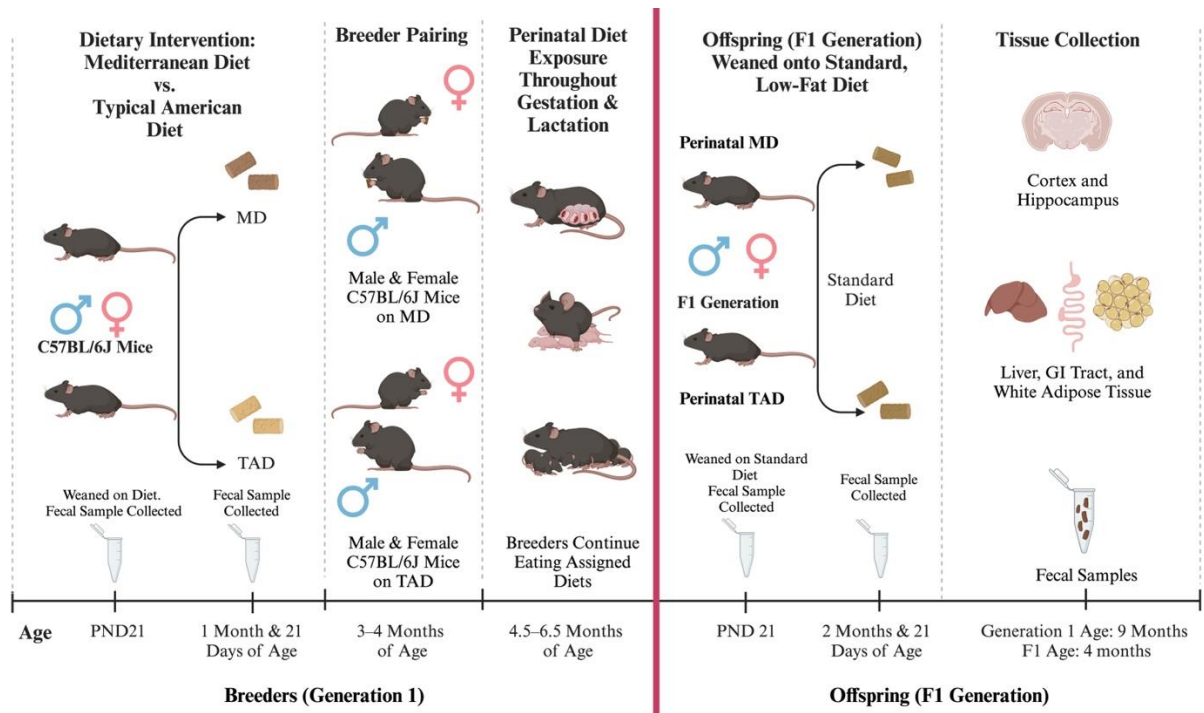 Dietary Intervention:
Mediterranean Diet
vs.
Typical American
Diet
MD
C57BL/6J Mice
TAD
Weaned on Diet.
Fecal Sample Collected
Fecal Sample
Collected
Breeder Pairing
Male & Female
C57BL/6J Mice
on MD
Male & Female
C57BL/6J Mice
on TAD
Perinatal Diet
Exposure
Throughout
Gestation &
Lactation
Breeders Continue
Eating Assigned
Diets
Offspring (F1 Generation)
Weaned onto Standard,
Low-Fat Diet
Perinatal MD
F1 Generation
Standard
Diet
Perinatal TAD
Weaned on Standard
Diet
Fecal Sample
Collected
Fecal Sample
Collected
Tissue Collection
Cortex and
Hippocampus
Liver, GI Tract, and
White Adipose Tissue
Fecal Samples
Age
PND21
1 Month & 21
Days of Age
3–4 Months
of Age
4.5–6.5 Months
of Age
PND 21
2 Months & 21
Days of Age
Generation 1 Age: 9 Months
F1 Age: 4 months
Breeders (Generation 1)
Offspring (F1 Generation)